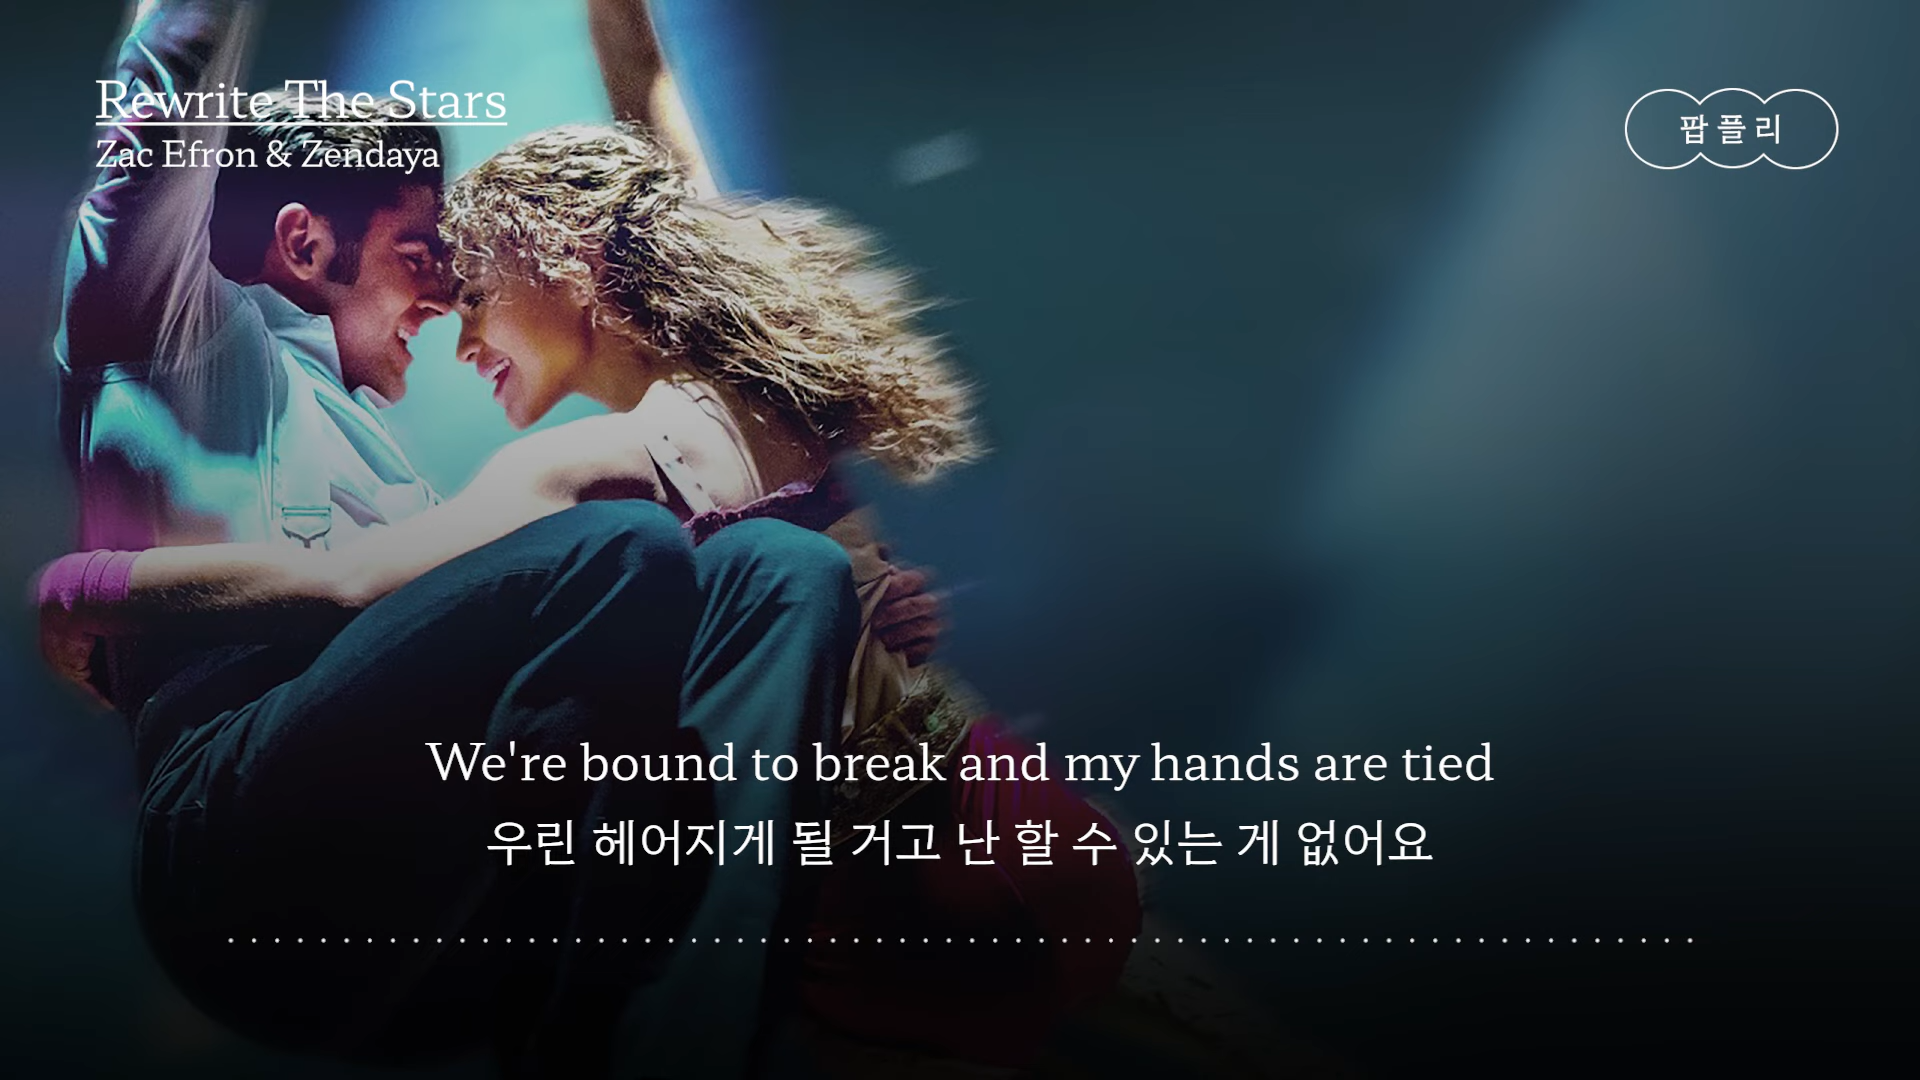 Rewrite The Stars
Zac Efron & Zendaya
팝플리
We're bound to break and my hands are tied
우린 헤어지게 될 거고 난 할 수 있는 게 없어요